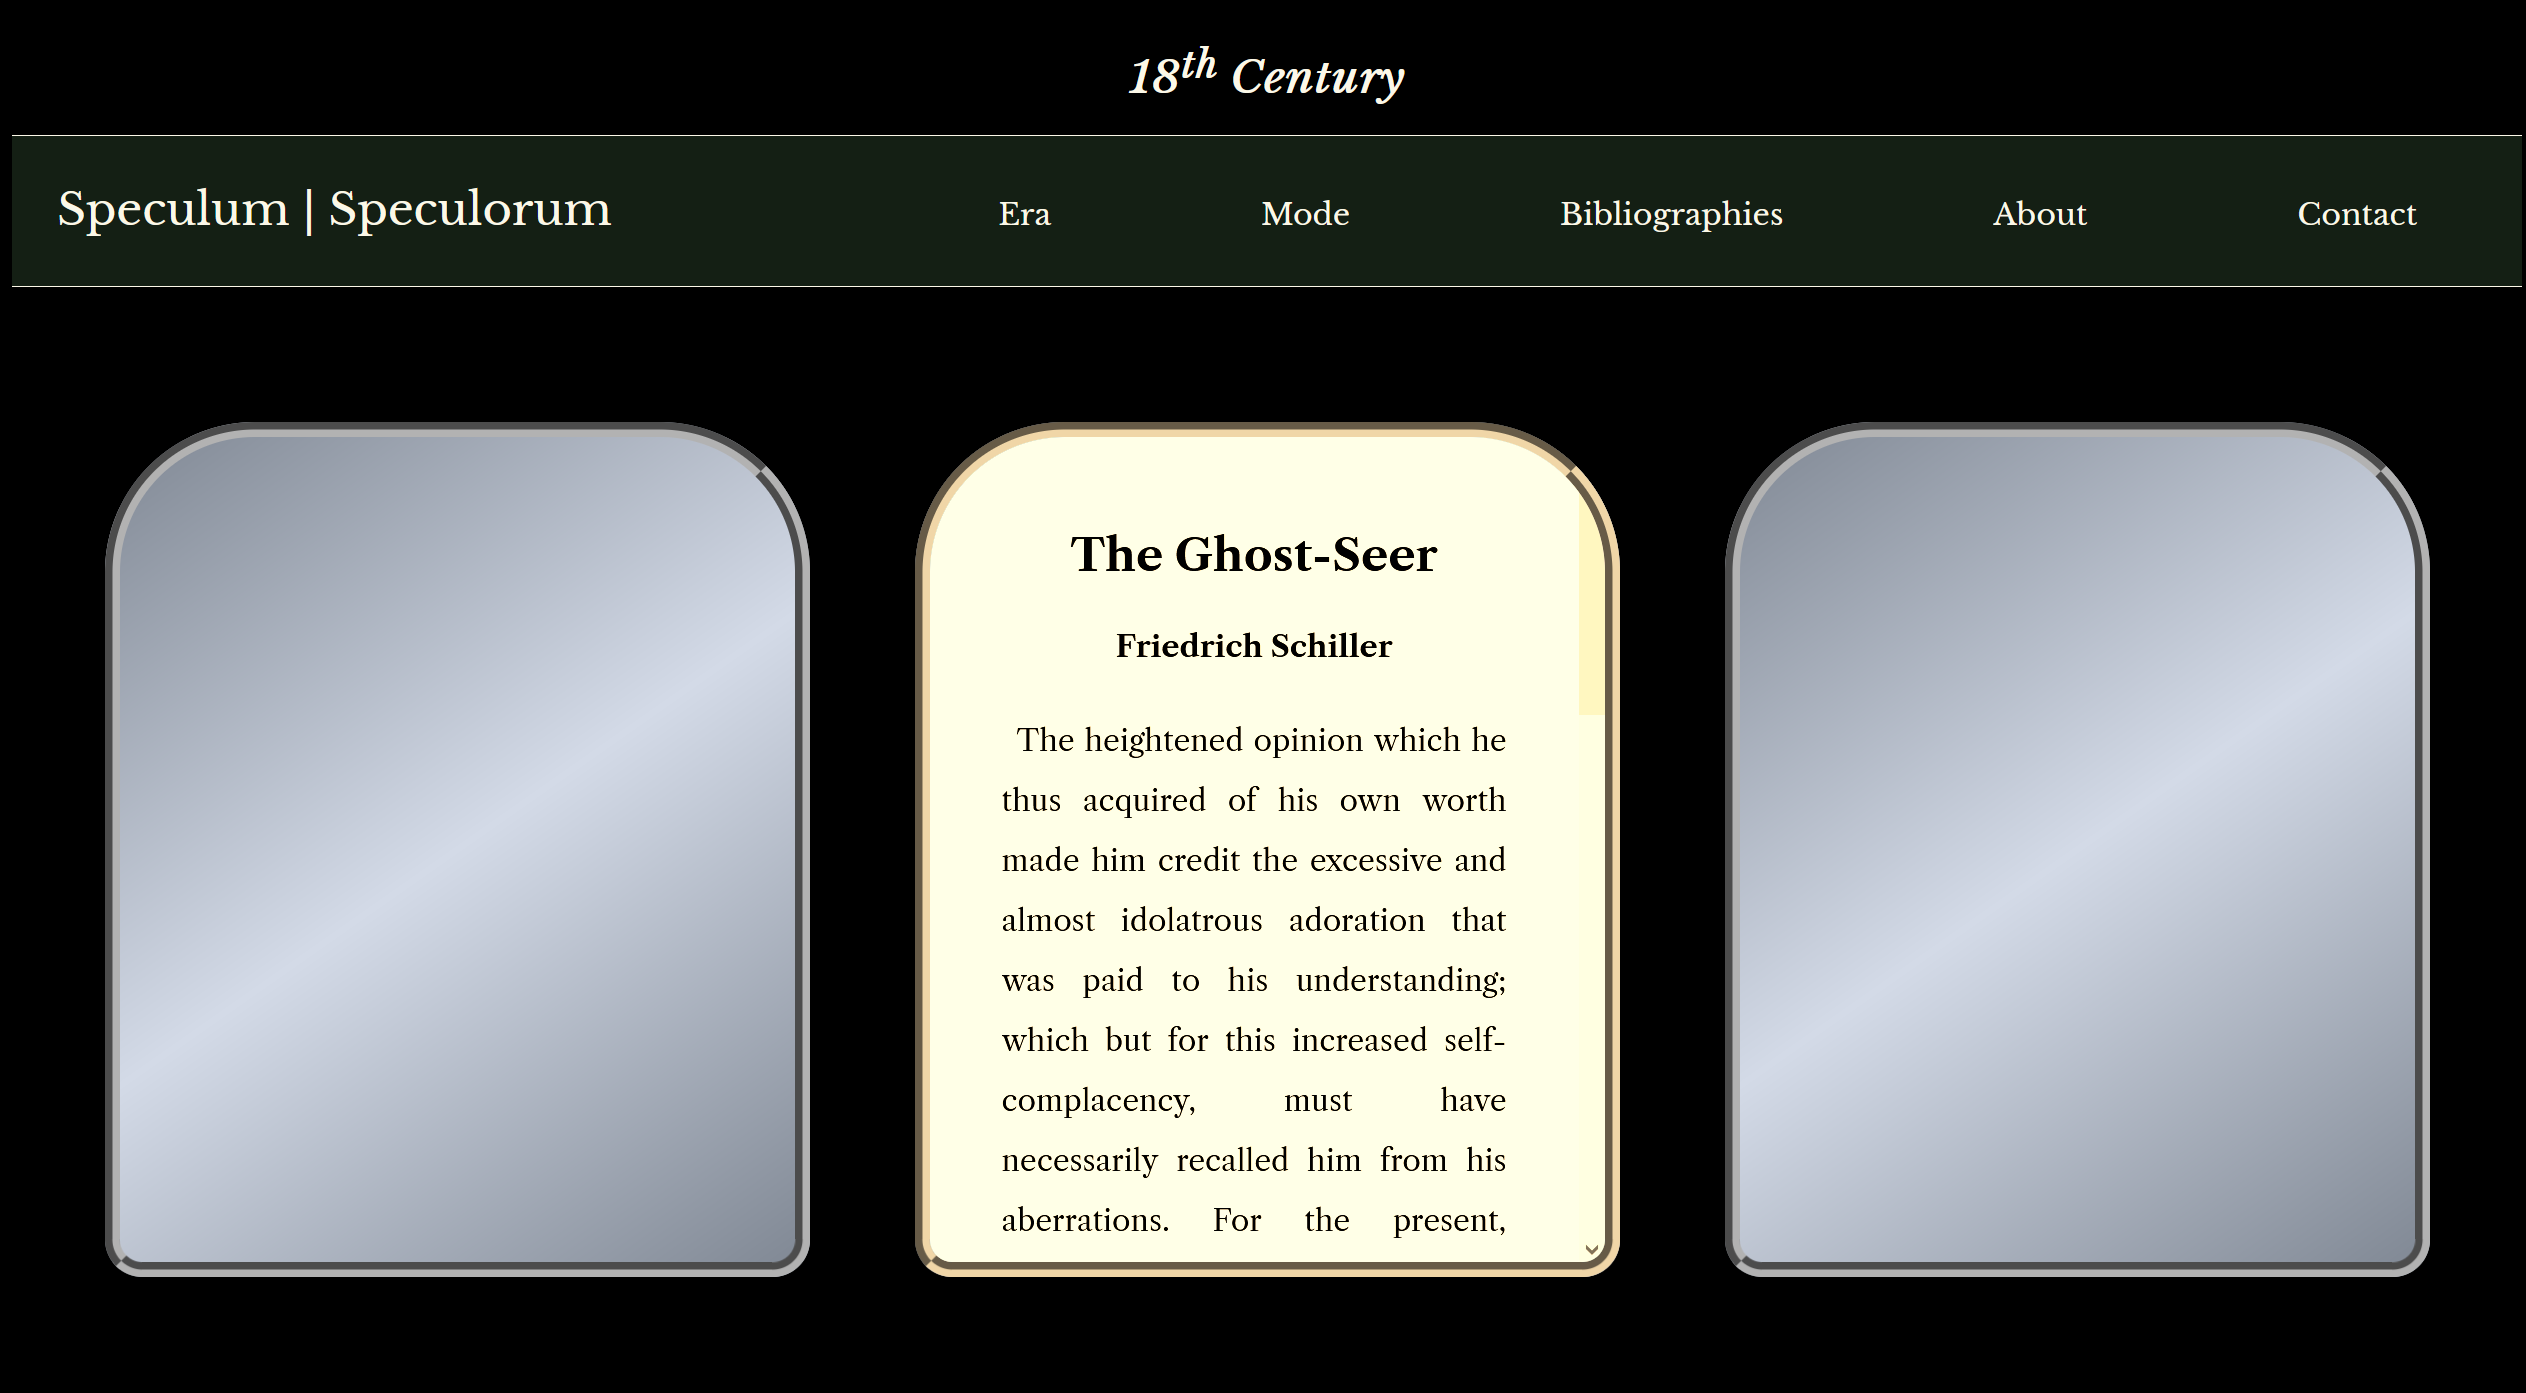 18th Century
Speculum | Speculorum
Era
Mode
Bibliographies
About
Contact
The Ghost-Seer
Friedrich Schiller
The heightened opinion which he
thus acquired of his own worth
made him credit the excessive and
almost idolatrous adoration that
was paid to his understanding;
which but for this increased self-
complacency, must have
necessarily recalled him from his
aberrations. For the present,